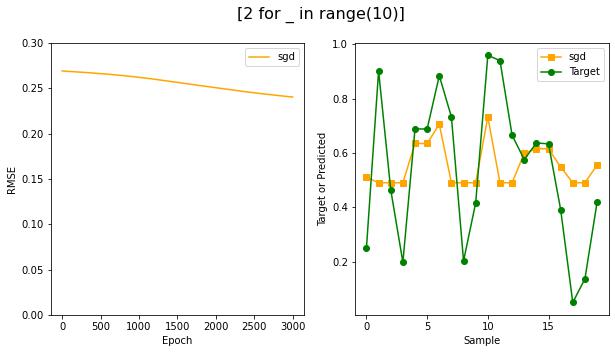 [2 for _ in range(10)]
0.30
0.25
0.20
0.15
0.10
0.05
0.00
RMSE
0 500 1000 1500 2000 2500 3000
Epoch
sgd
1.0
0.8
0.6
0.4
0.2
Target or Predicted
0 5 10 15
Sample
sgd
Target